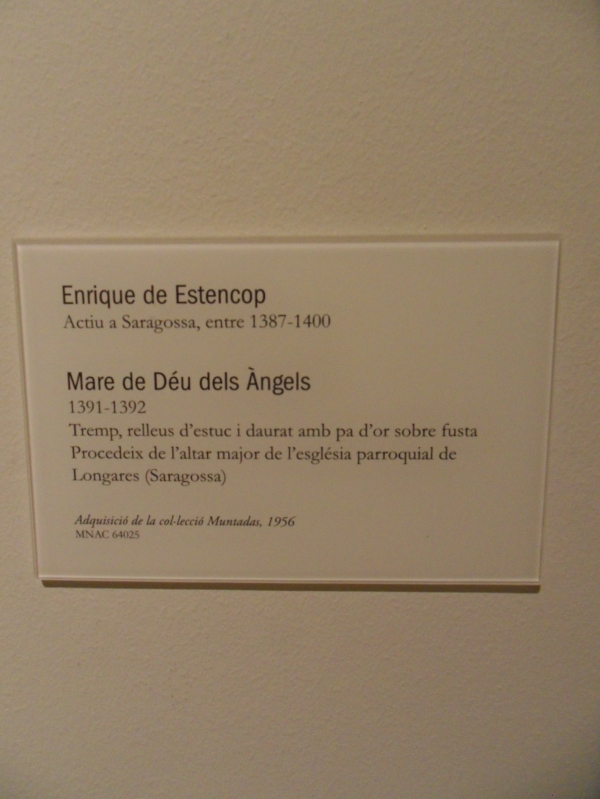 Enrique de Estencop
Actiu a Saragossa, entre 1387-1400
Mare de Déu dels Àngels
1391-1392
Tremp, relleus d'estuc i daurat amb pa d'or sobre fusta
Procedeix de l'altar major de l'església parroquial de
Longares (Saragossa)
Adquisició de la col·lecció Muntadas, 1956
MNAC 64025